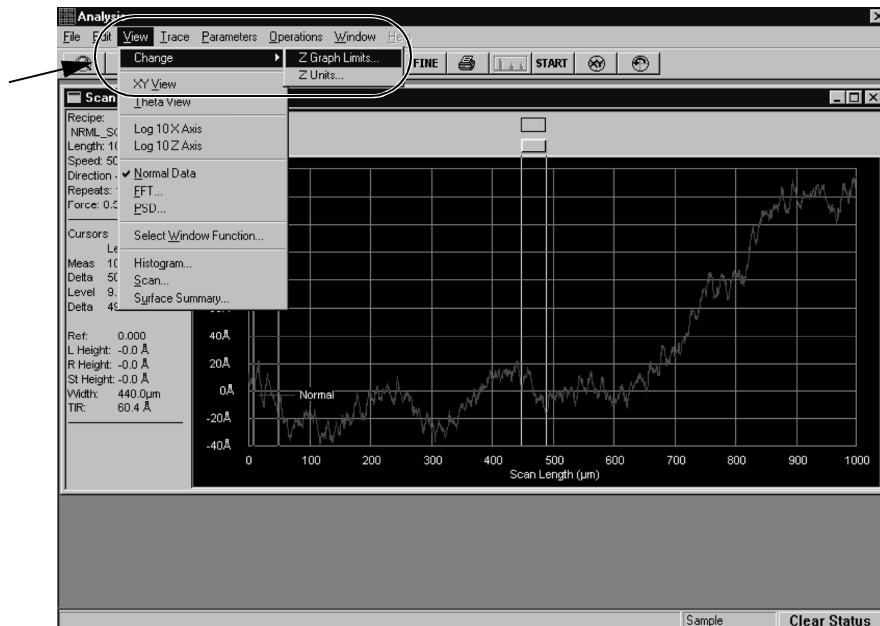 Analysis
File Edit View Trace Parameters Operations Window
Change
Z Graph Limits...
Z Units...
FINE
START
XY
XY View
Theta View
Log 10 X Axis
Log 10 Z Axis
Normal Data
FFT...
PSD...
Select Window Function...
Histogram...
Scan...
Surface Summary...
Scan
Recipe:
Length:
Speed:
Direction
Repeats:
Force:
Cursors
Meas
Delta
Level
Delta
Ref: 0.000
L Height: -0.0 Å
R Height: -0.0 Å
St Height: -0.0 Å
Width: 440.0µm
TIR: 60.4 Å
40Å
20Å
0Å
-20Å
-40Å
Normal
0 100 200 300 400 500 600 700 800 900 1000
Scan Length (µm)
Sample
Clear Status